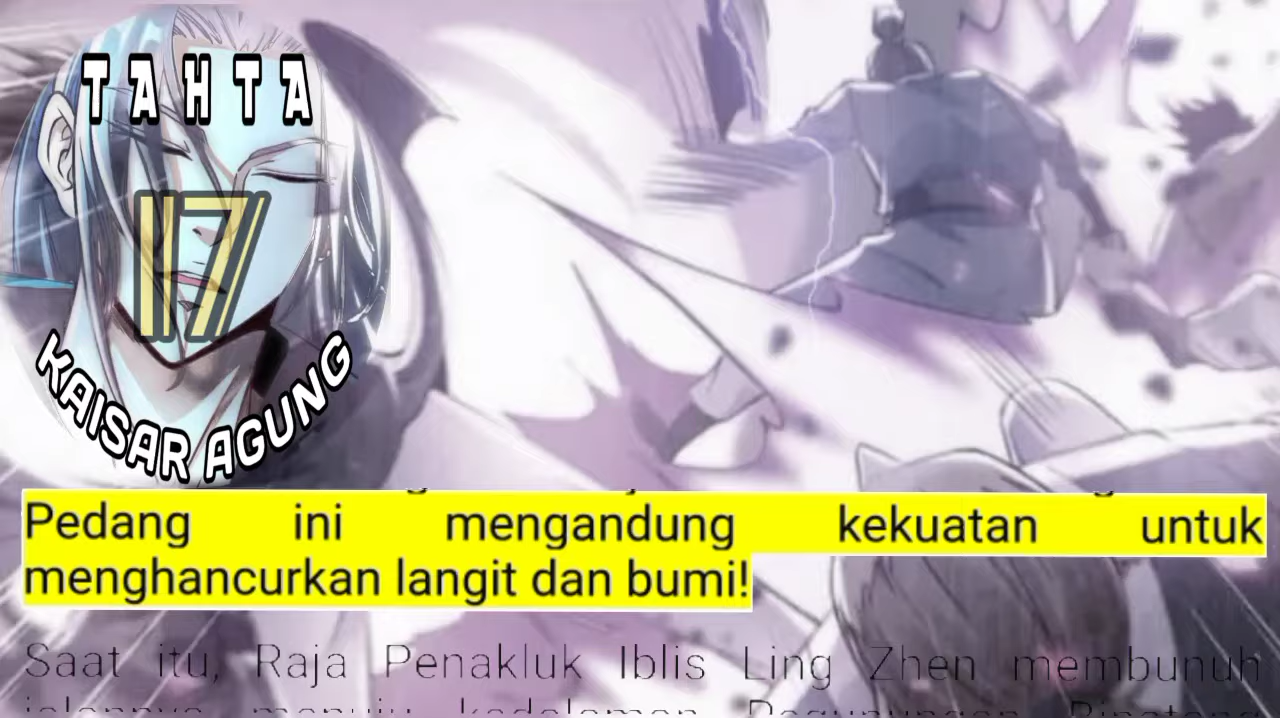 TAHTA
17
KAISAR AGUNG
Pedang ini mengandung kekuatan untuk
menghancurkan langit dan bumi!
Saat itu, Raja Penakluk Iblis Ling Zhen membunuh